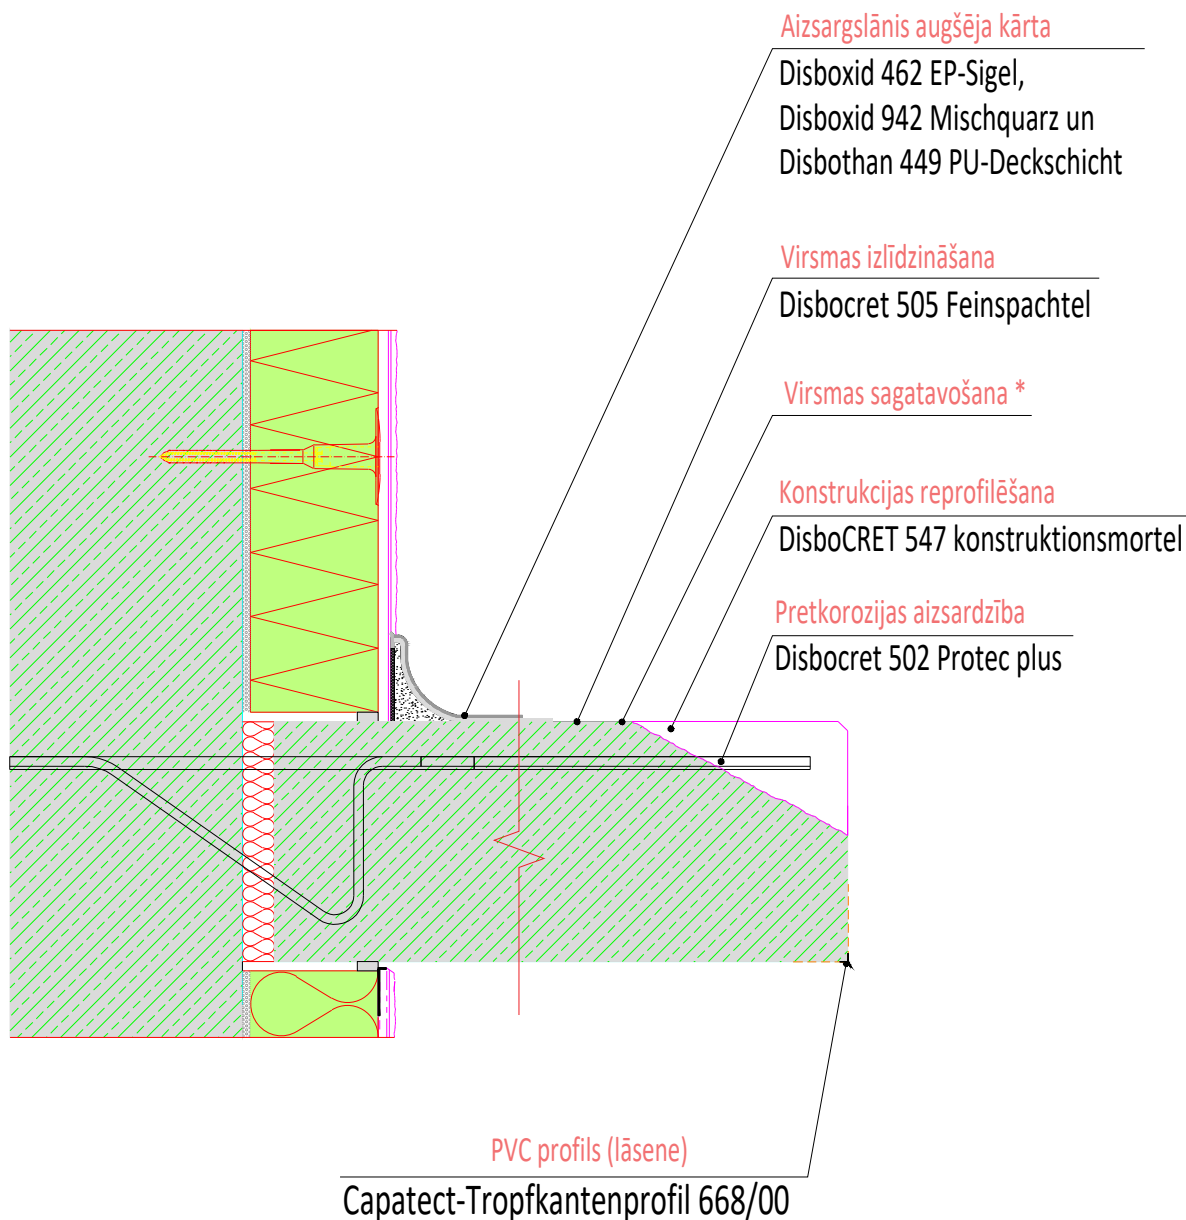 Aizsargslānis augšēja kārta
Disboxid 462 EP-Sigel,
Disboxid 942 Mischquarz un
Disbothan 449 PU-Deckschicht
Virsmas izlīdzināšana
Disbocret 505 Feinspachtel
Virsmas sagatavošana *
Konstrukcijas reprofilēšana
DisboCRET 547 konstruktionsmortel
Pretkorozijas aizsardzība
Disbocret 502 Protec plus
PVC profils (lāsene)
Capatect-Tropfkantenprofil 668/00